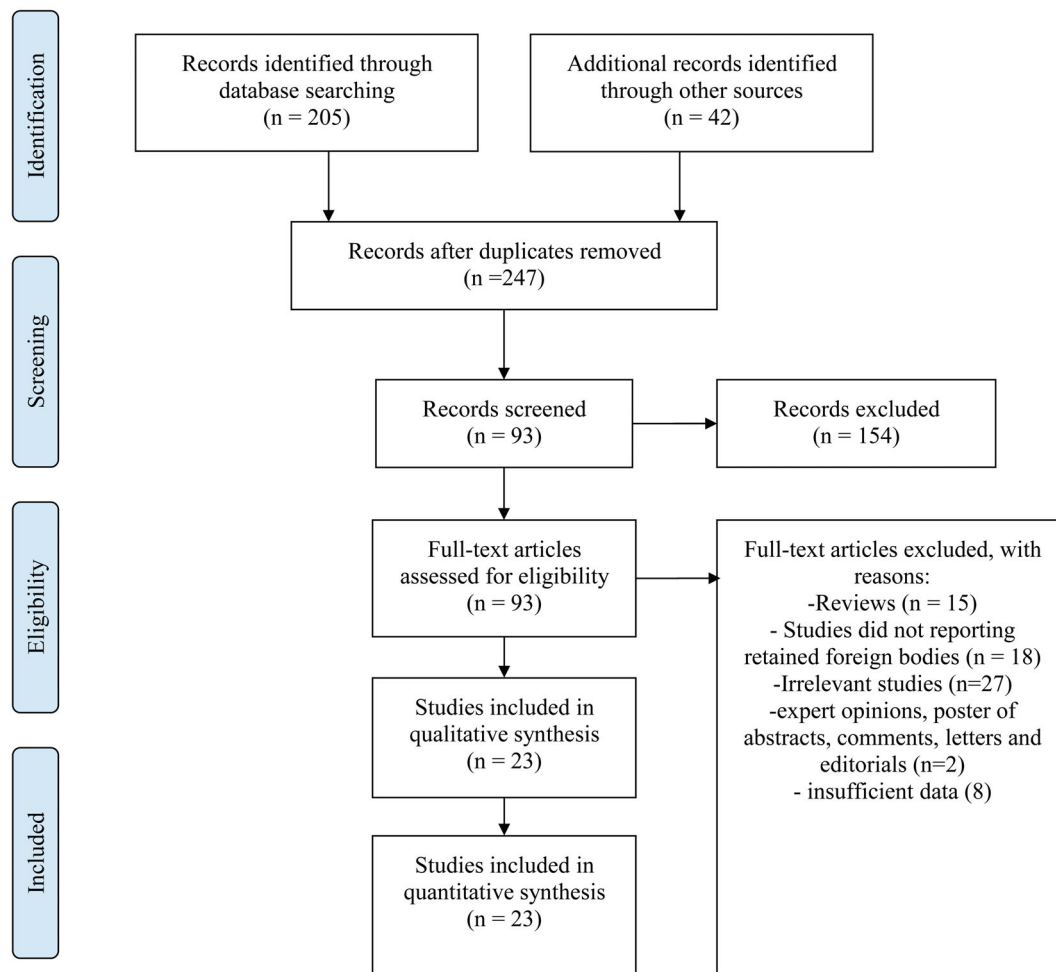 Identification
Records identified through
database searching
(n = 205)
Additional records identified
through other sources
(n = 42)
Records after duplicates removed
(n =247)
Screening
Records screened
(n = 93)
Records excluded
(n = 154)
Eligibility
Full-text articles
assessed for eligibility
(n = 93)
Full-text articles excluded, with
reasons:
-Reviews (n = 15)
- Studies did not reporting
retained foreign bodies (n = 18)
-Irrelevant studies (n=27)
-expert opinions, poster of
abstracts, comments, letters and
editorials (n=2)
- insufficient data (8)
Studies included in
qualitative synthesis
(n = 23)
Included
Studies included in
quantitative synthesis
(n = 23)